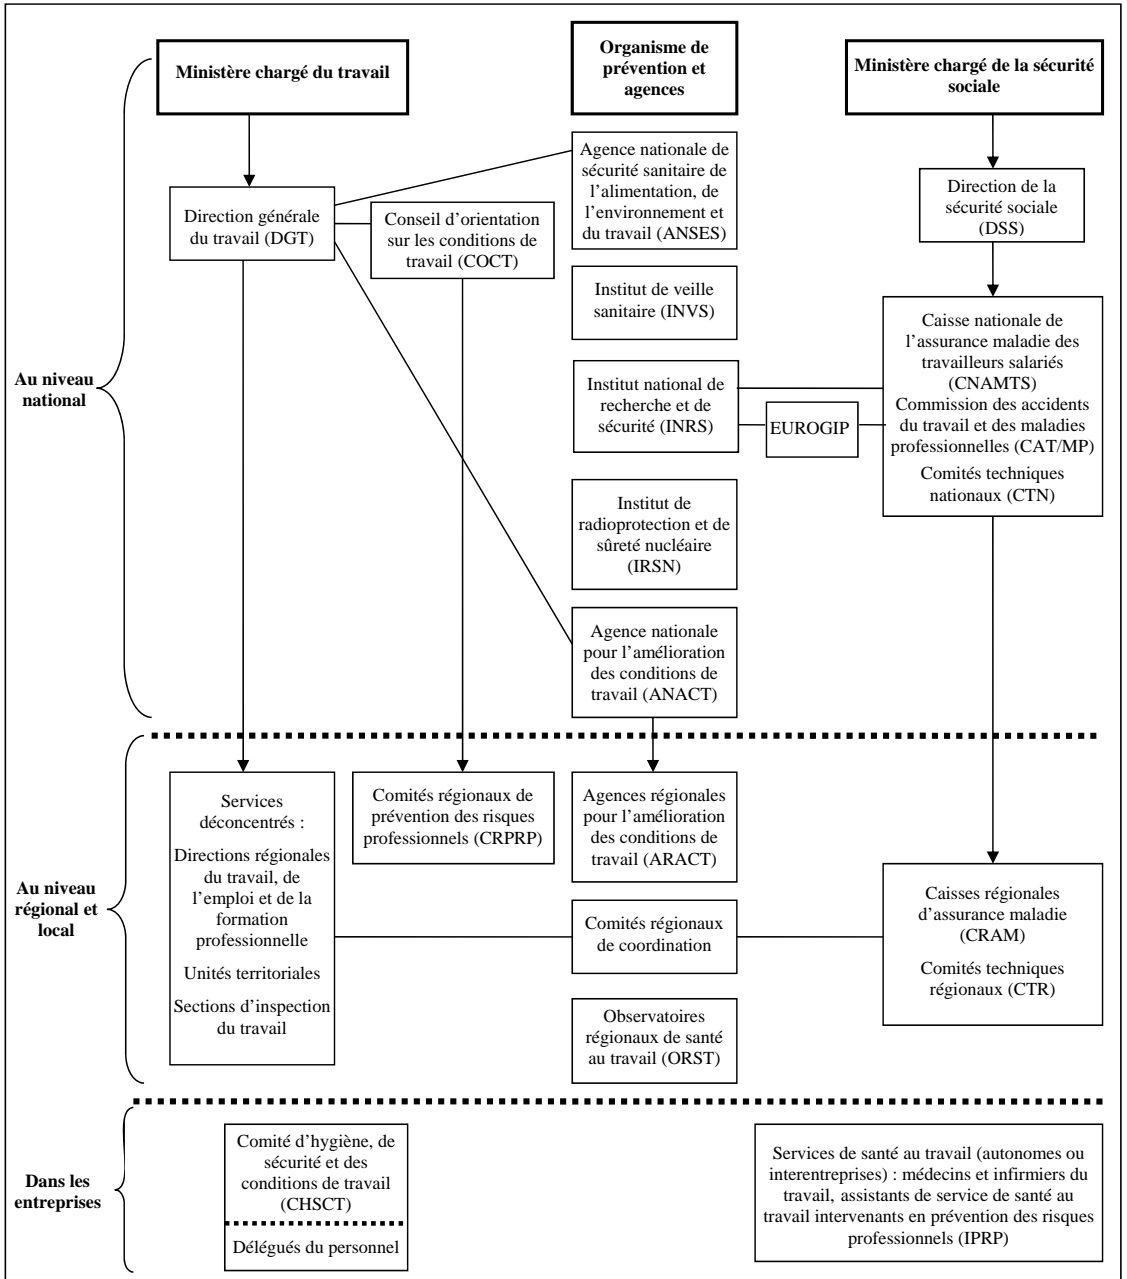 Ministère chargé du travail
Organisme de
prévention et
agences
Ministère chargé de la sécurité
sociale
Au niveau
national
Direction générale
du travail (DGT)
Conseil d'orientation
sur les conditions de
travail (COCT)
Agence nationale de
sécurité sanitaire de
l'alimentation, de
l'environnement et
du travail (ANSES)
Direction de la
sécurité sociale
(DSS)
Institut de veille
sanitaire (INVS)
Institut national de
recherche et de
sécurité (INRS)
EUROGIP
Caisse nationale de
l'assurance maladie des
travailleurs salariés
(CNAMTS)
Commission des accidents
du travail et des maladies
professionnelles (CAT/MP)
Comités techniques
nationaux (CTN)
Institut de
radioprotection et de
sûreté nucléaire
(IRSN)
Agence nationale
pour l'amélioration
des conditions de
travail (ANACT)
Au niveau
régional et
local
Services
déconcentrés :
Directions régionales
du travail, de
l'emploi et de la
formation
professionnelle
Unités territoriales
Sections d'inspection
du travail
Comités régionaux de
prévention des risques
professionnels (CRPRP)
Agences régionales
pour l'amélioration
des conditions de
travail (ARACT)
Comités régionaux
de coordination
Observatoires
régionaux de santé
au travail (ORST)
Caisses régionales
d'assurance maladie
(CRAM)
Comités techniques
régionaux (CTR)
Dans les
entreprises
Comité d'hygiène, de
sécurité et des
conditions de travail
(CHSCT)
Délégués du personnel
Services de santé au travail (autonomes ou
interentreprises) : médecins et infirmiers du
travail, assistants de service de santé au
travail intervenants en prévention des risques
professionnels (IPRP)